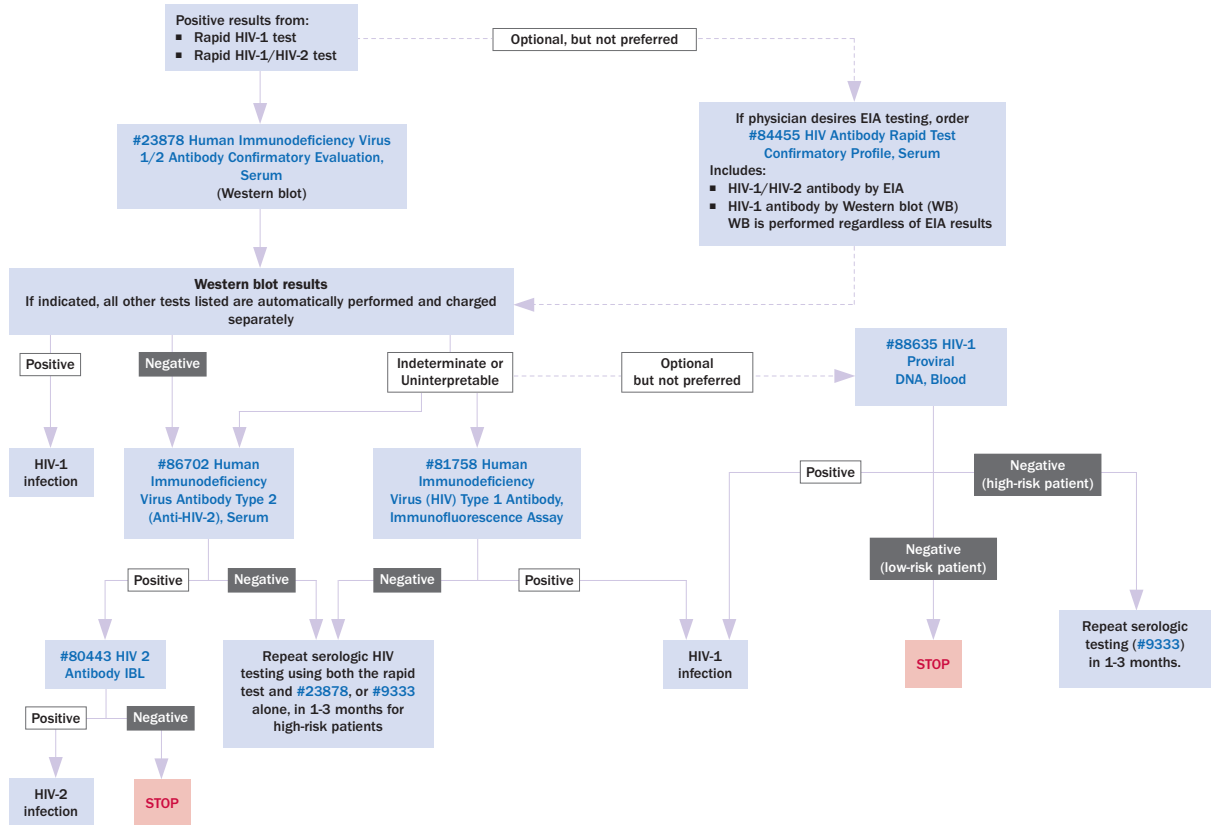 Positive results from:
▪ Rapid HIV-1 test
▪ Rapid HIV-1/HIV-2 test
Optional, but not preferred
#23878 Human Immunodeficiency Virus
1/2 Antibody Confirmatory Evaluation,
Serum
(Western blot)
If physician desires EIA testing, order
#84455 HIV Antibody Rapid Test
Confirmatory Profile, Serum
Includes:
▪ HIV-1/HIV-2 antibody by EIA
▪ HIV-1 antibody by Western blot (WB)
WB is performed regardless of EIA results
Western blot results
If indicated, all other tests listed are automatically performed and charged
separately
Positive
Negative
Indeterminate or
Uninterpretable
Optional
but not preferred
#88635 HIV-1
Proviral
DNA, Blood
HIV-1
infection
#86702 Human
Immunodeficiency
Virus Antibody Type 2
(Anti-HIV-2), Serum
#81758 Human
Immunodeficiency
Virus (HIV) Type 1 Antibody,
Immunofluorescence Assay
Positive
Negative
(high-risk patient)
Negative
(low-risk patient)
Positive
Negative
Negative
Positive
#80443 HIV 2
Antibody IBL
Repeat serologic HIV
testing using both the rapid
test and #23878, or #9333
alone, in 1-3 months for
high-risk patients
HIV-1
infection
STOP
Repeat serologic
testing (#9333)
in 1-3 months.
Positive
Negative
HIV-2
infection
STOP